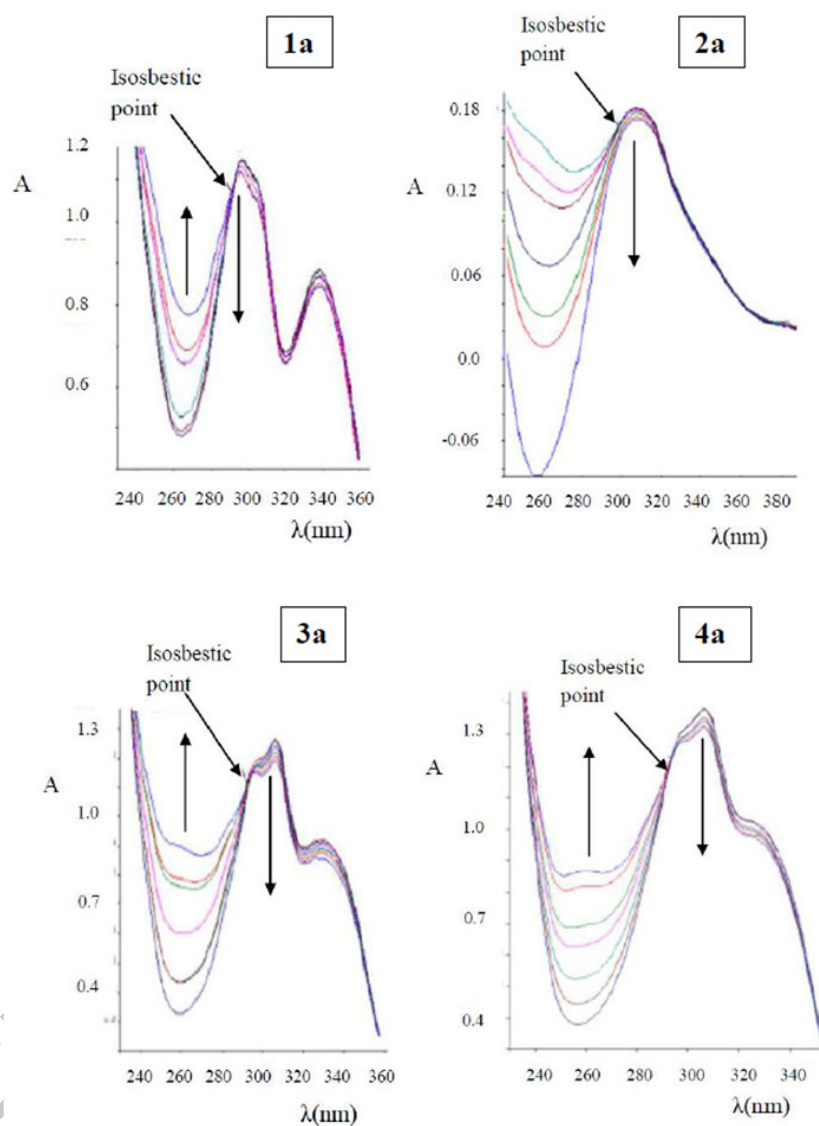 1a
Isosbestic
point
1.2
A
1.0
0.8
0.6
240 260 280 300 320 340 360
λ(nm)
2a
Isosbestic
point
0.18
A
0.12
0.06
0.0
-0.06
240 260 280 300 320 340 360 380
λ(nm)
3a
Isosbestic
point
1.3
A
1.0
0.7
0.4
240 260 280 300 320 340 360
λ(nm)
4a
Isosbestic
point
1.3
A
1.0
0.7
0.4
240 260 280 300 320 340
λ(nm)